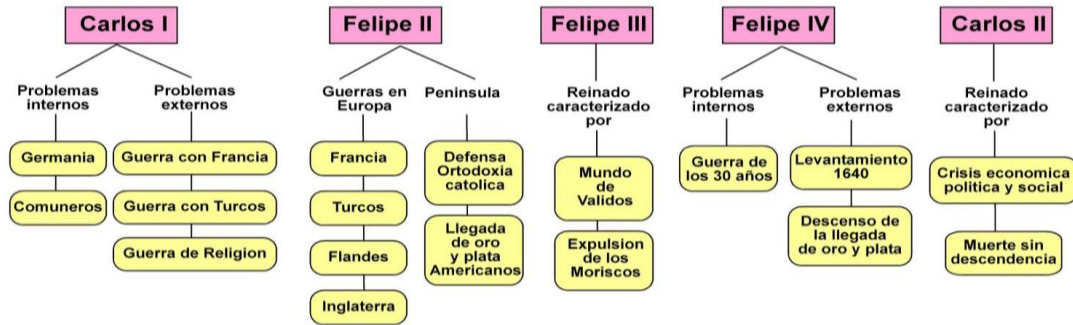 Carlos I
Problemas
internos
Germania
Comuneros
Problemas
externos
Guerra con Francia
Guerra con Turcos
Guerra de Religion
Felipe II
Guerras en
Europa
Francia
Turcos
Flandes
Inglaterra
Peninsula
Defensa
Ortodoxia
catolica
Llegada
de oro
y plata
Americanos
Felipe III
Reinado
caracterizado
por
Mundo
de
Validos
Expulsion
de los
Moriscos
Felipe IV
Problemas
internos
Guerra de
los 30 años
Problemas
externos
Levantamiento
1640
Descenso de
la llegada
de oro y plata
Carlos II
Reinado
caracterizado
por
Crisis economica
politica y social
Muerte sin
descendencia